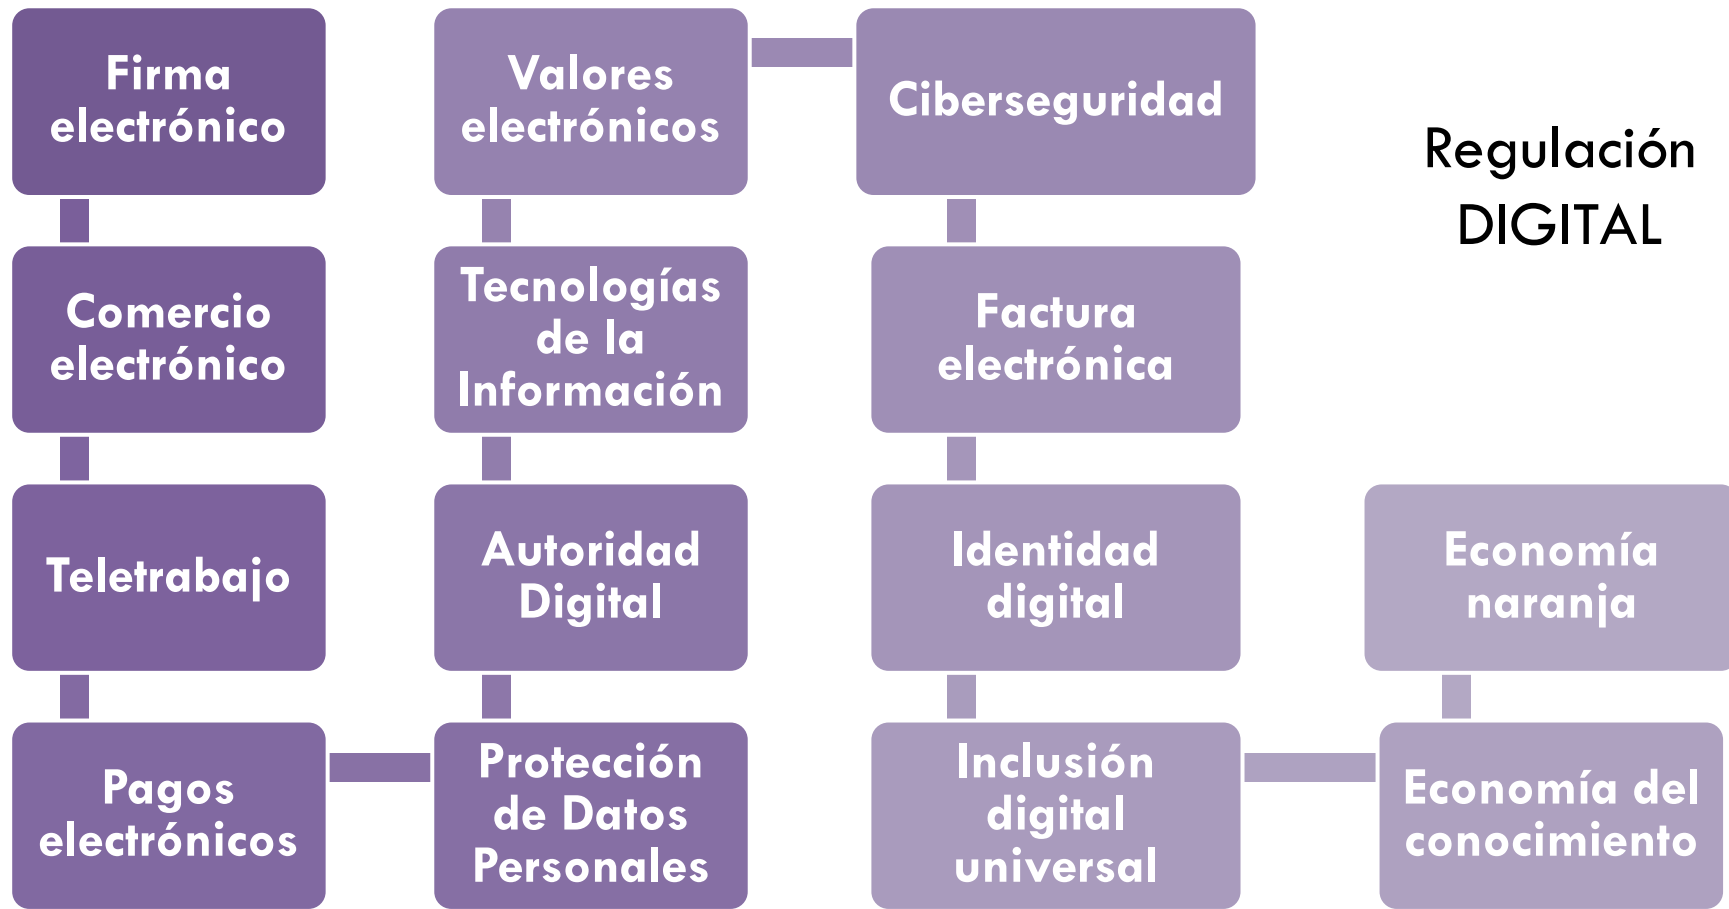 Firma
electrónico
Comercio
electrónico
Teletrabajo
Pagos
electrónicos
Protección
de Datos
Personales
Autoridad
Digital
Tecnologías
de la
Información
Valores
electrónicos
Ciberseguridad
Factura
electrónica
Identidad
digital
Inclusión
digital
universal
Economía del
conocimiento
Economía
naranja
Regulación
DIGITAL